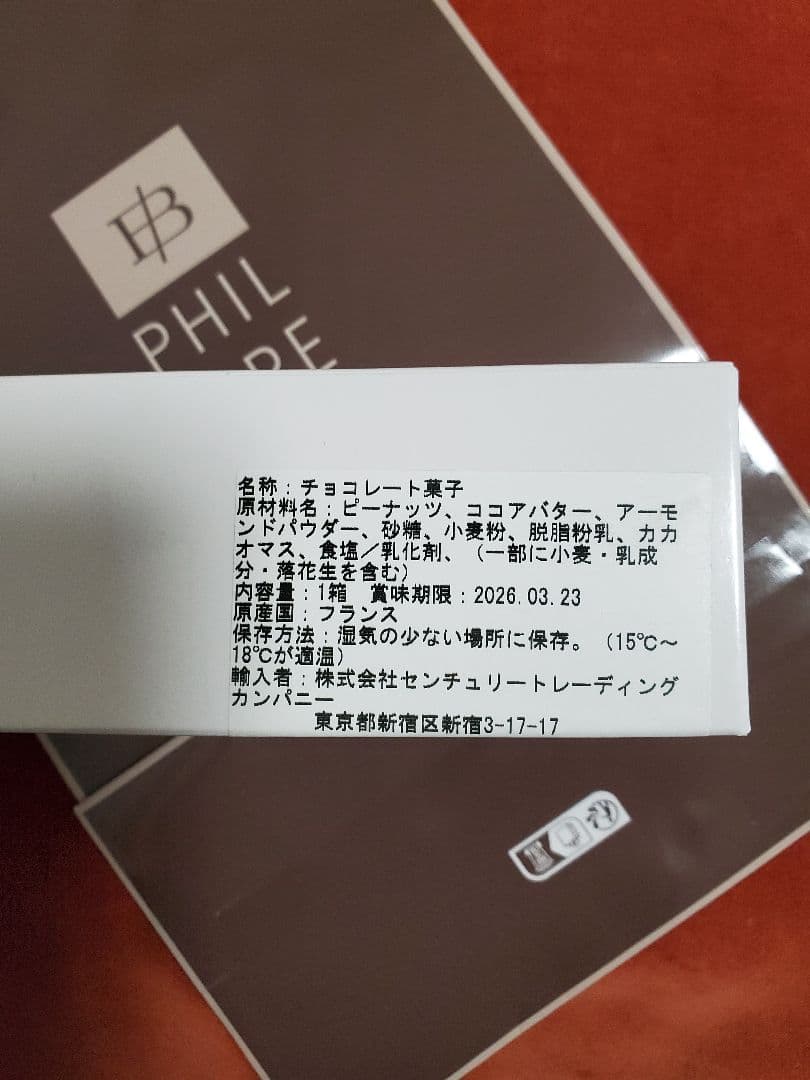 PHIL
名称：チョコレート菓子
原材料名：ピーナッツ、ココアバター、アーモ
ンドパウダー、砂糖、小麦粉、脱脂粉乳、カカ
オマス、食塩／乳化剤、（一部に小麦・乳成
分・落花生を含む）
内容量：1箱　賞味期限：2026.03.23
原産国：フランス
保存方法：湿気の少ない場所に保存。（15℃～
18℃が適温）
輸入者：株式会社センチュリートレーディング
カンパニー
東京都新宿区新宿3-17-17